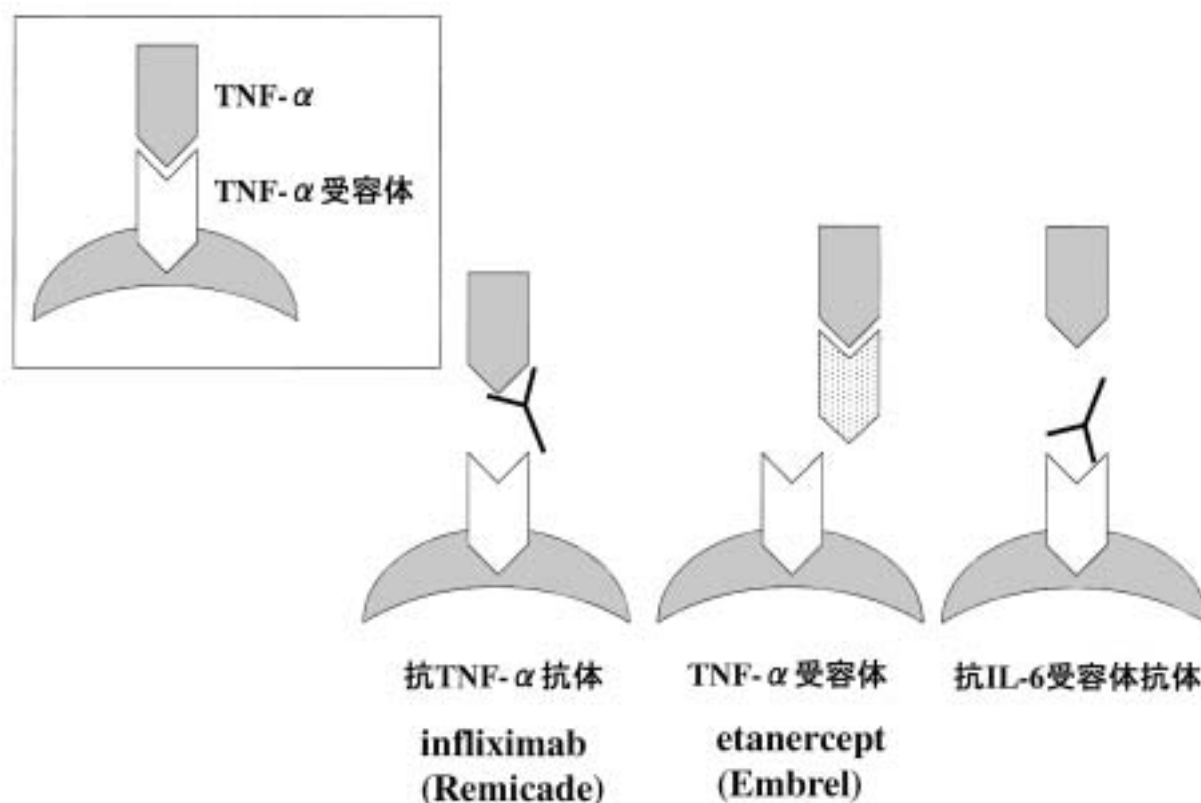 TNF-α
TNF-α受容体
抗TNF-α抗体
infliximab
(Remicade)
TNF-α受容体
etanercept
(Embrel)
抗IL-6受容体抗体